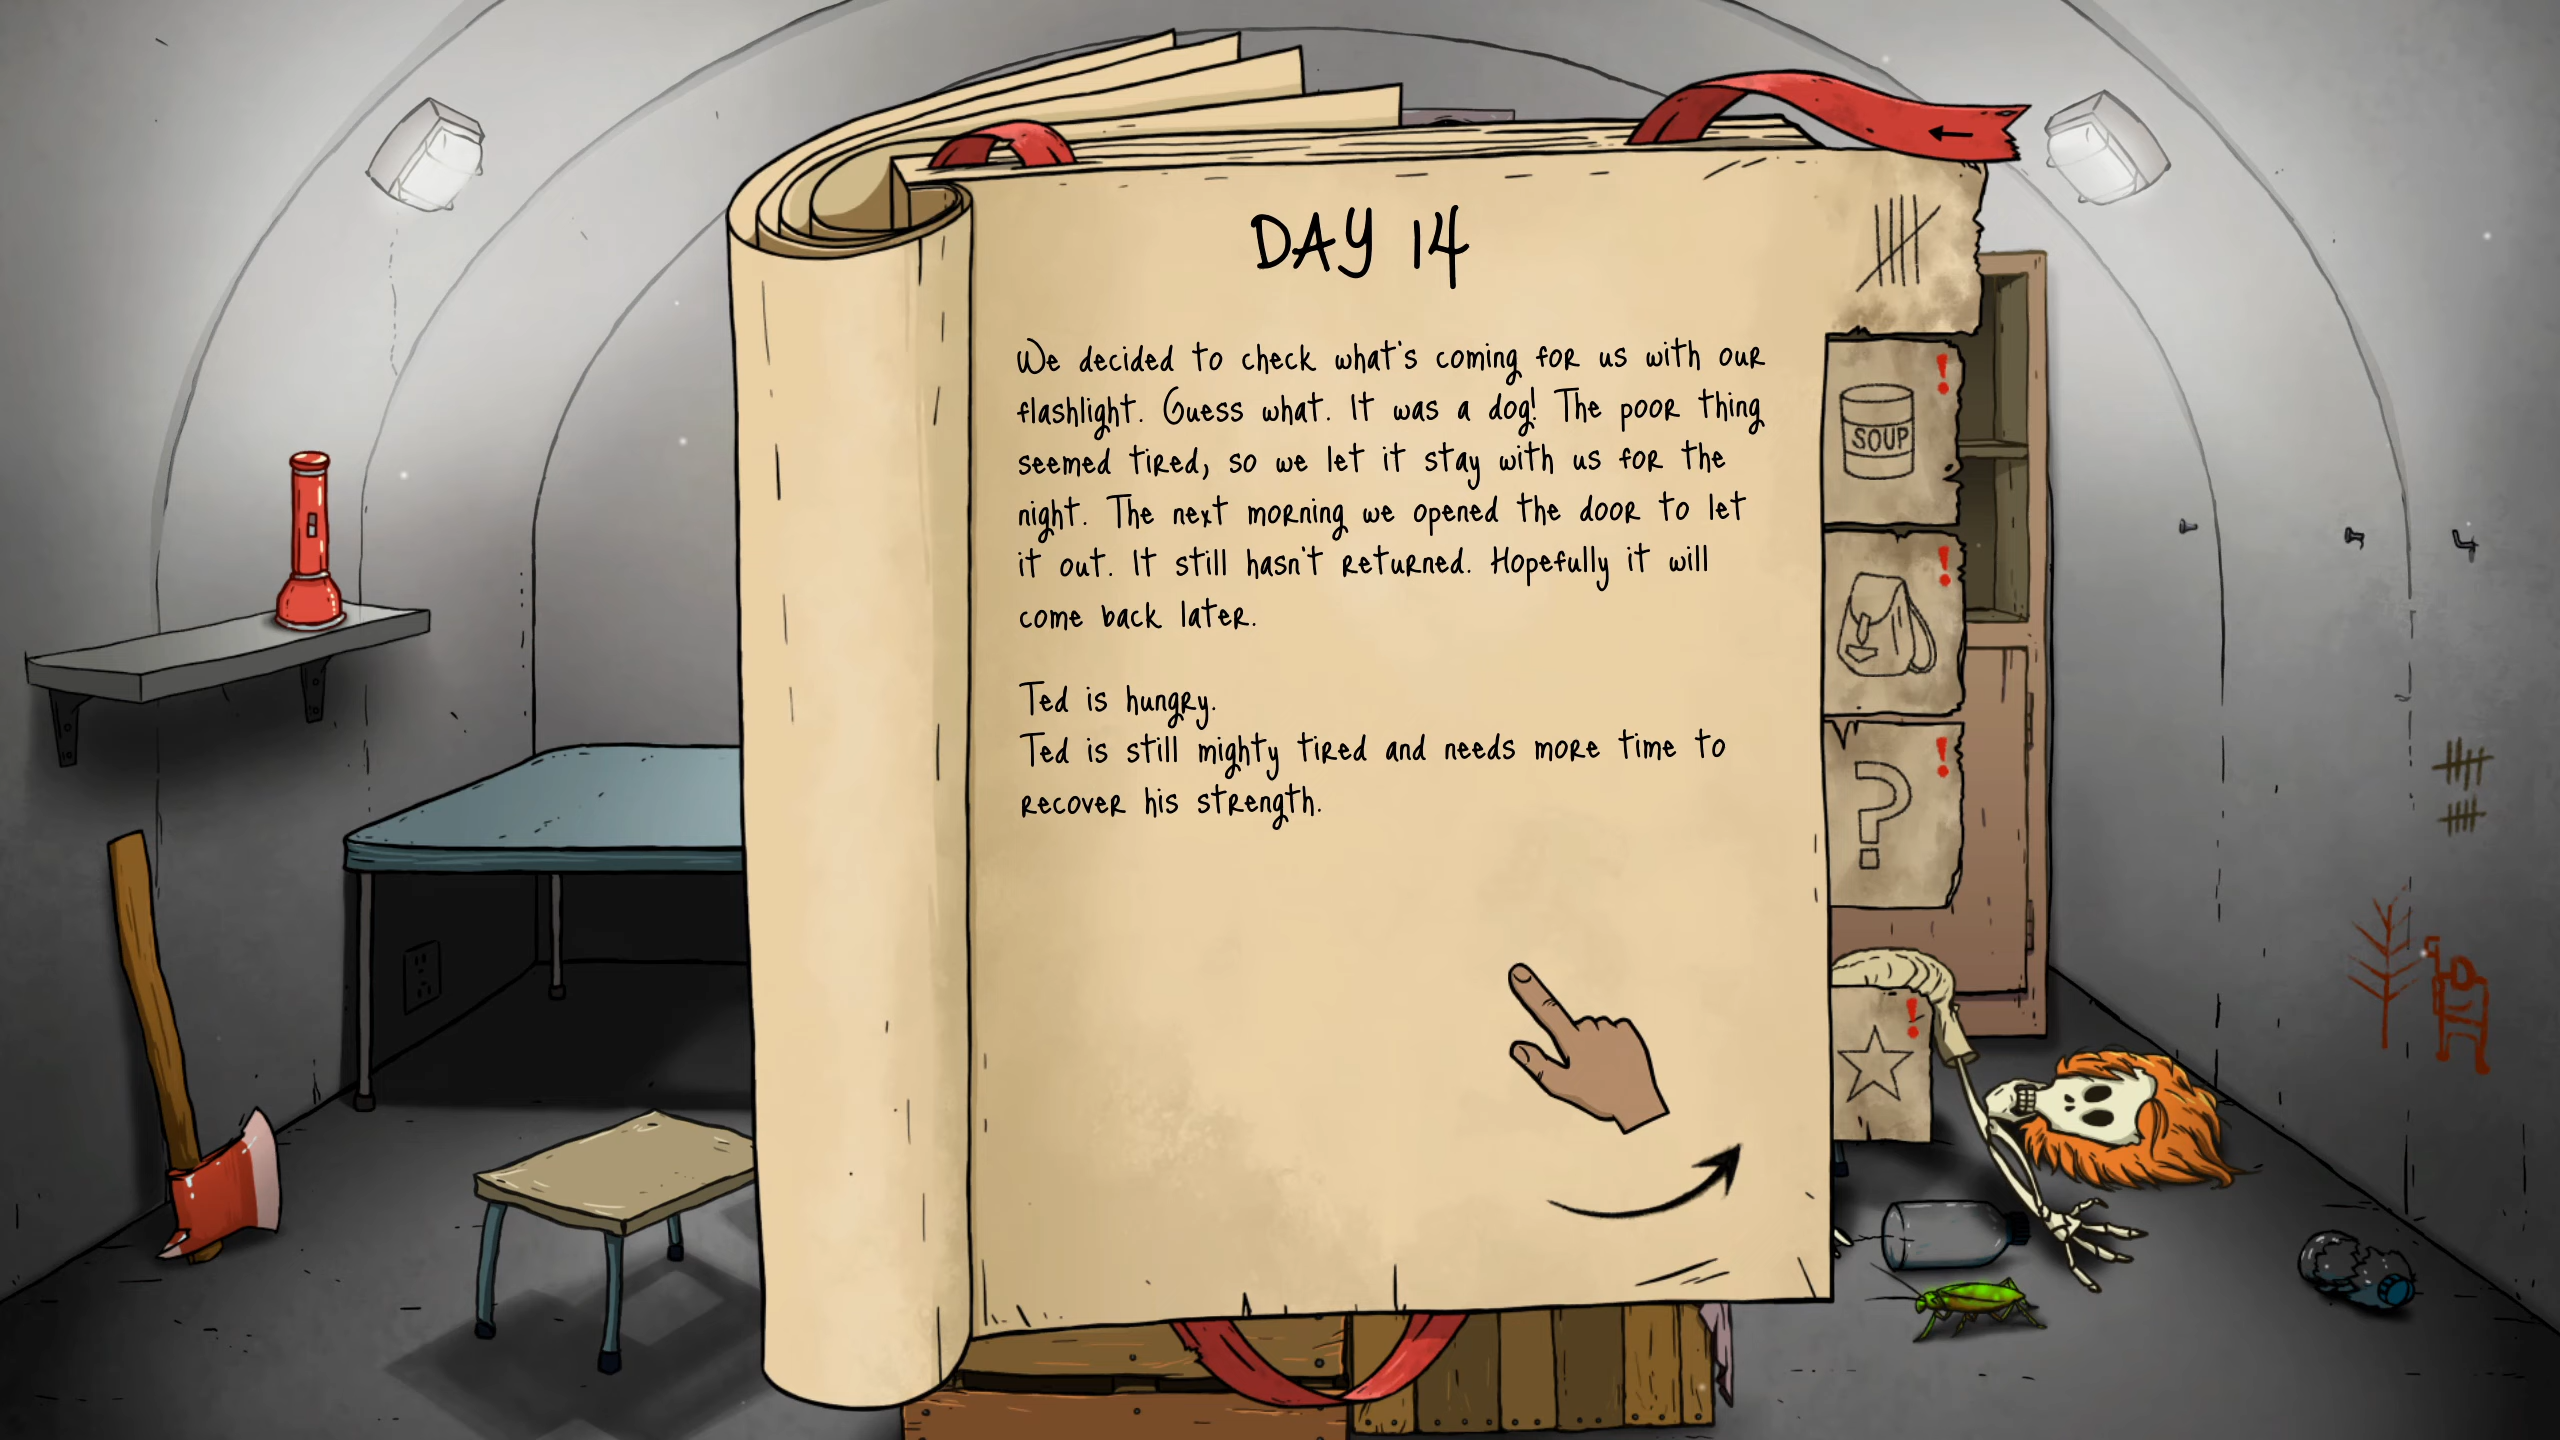 DAY 14
We decided to check what's coming for us with our
flashlight. Guess what. It was a dog! The poor thing
seemed tired, so we let it stay with us for the
night. The next morning we opened the door to let
it out. It still hasn't returned. Hopefully it will
come back later.
Ted is hungry.
Ted is still mighty tired and needs more time to
recover his strength.
!
SOUP
!
!
?
!